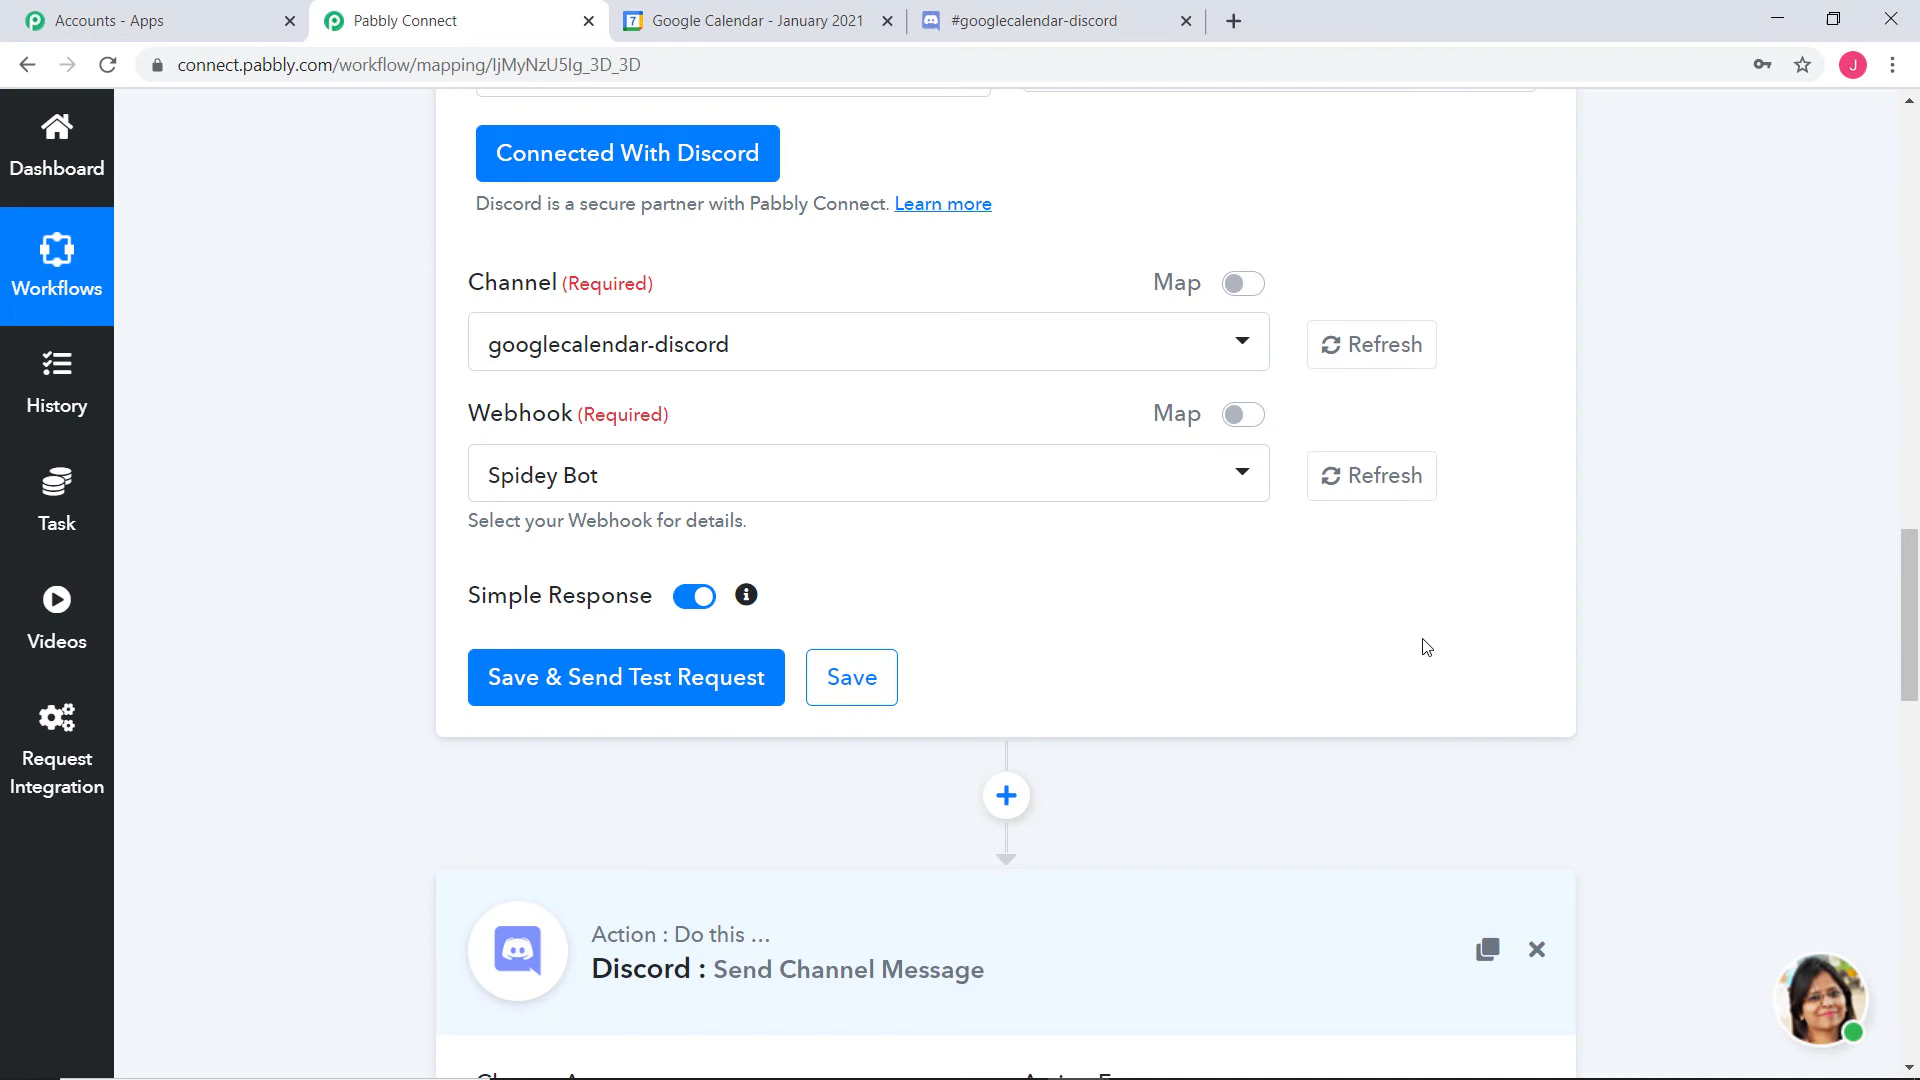 Accounts - Apps
Pabbly Connect
7 Google Calendar - January 2021
#googlecalendar-discord
connect.pabbly.com/workflow/mapping/IjMyNzU5Ig_3D_3D
J
Dashboard
Workflows
History
Task
Videos
Request
Integration
Connected With Discord
Discord is a secure partner with Pabbly Connect. Learn more
Channel (Required)
Map
googlecalendar-discord
Refresh
Webhook (Required)
Map
Spidey Bot
Refresh
Select your Webhook for details.
Simple Response
Save & Send Test Request
Save
Action : Do this ...
Discord : Send Channel Message